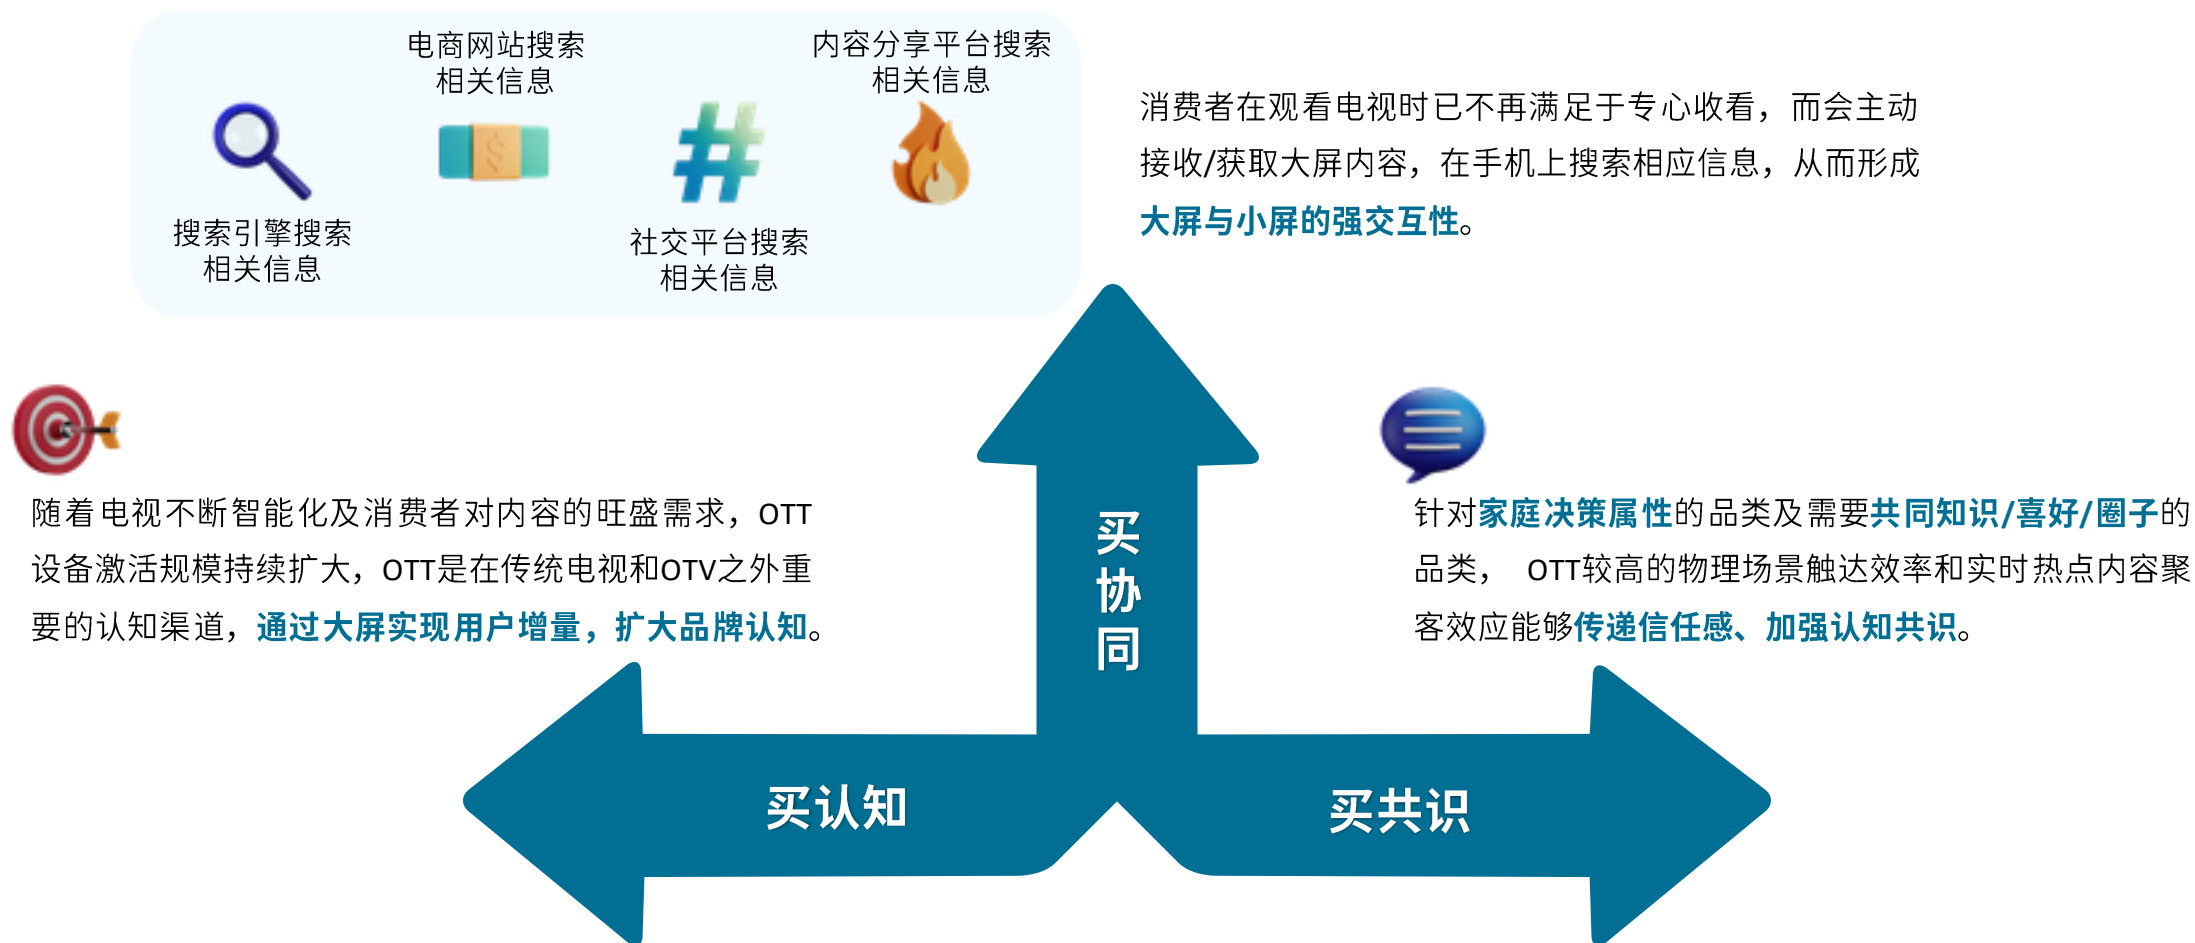 电商网站搜索
相关信息
内容分享平台搜索
相关信息
搜索引擎搜索
相关信息
社交平台搜索
相关信息
消费者在观看电视时已不再满足于专心收看，而会主动
接收/获取大屏内容，在手机上搜索相应信息，从而形成
大屏与小屏的强交互性。
随着电视不断智能化及消费者对内容的旺盛需求，OTT
设备激活规模持续扩大，OTT是在传统电视和OTV之外重
要的认知渠道，通过大屏实现用户增量，扩大品牌认知。
针对家庭决策属性的品类及需要共同知识/喜好/圈子的
品类， OTT较高的物理场景触达效率和实时热点内容聚
客效应能够传递信任感、加强认知共识。
买协同
买认知
买共识